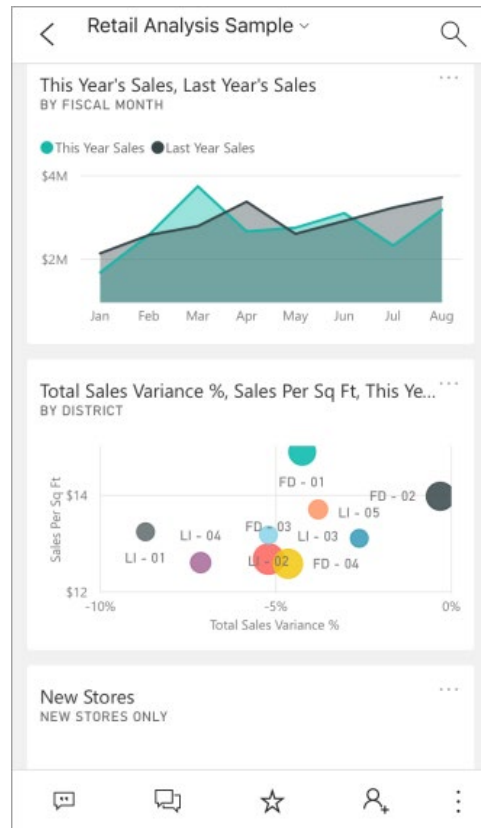 Retail Analysis Sample
This Year's Sales, Last Year's Sales
BY FISCAL MONTH
This Year Sales Last Year Sales
$4M
$2M
Jan Feb Mar Apr May Jun Jul Aug
Total Sales Variance %, Sales Per Sq Ft, This Ye...
BY DISTRICT
Sales Per Sq Ft
$14
$12
FD - 01
FD - 02
LI - 05
FD - 03
LI - 04
LI - 03
LI - 01
LI - 02
FD - 04
-10% -5% 0%
Total Sales Variance %
New Stores
NEW STORES ONLY